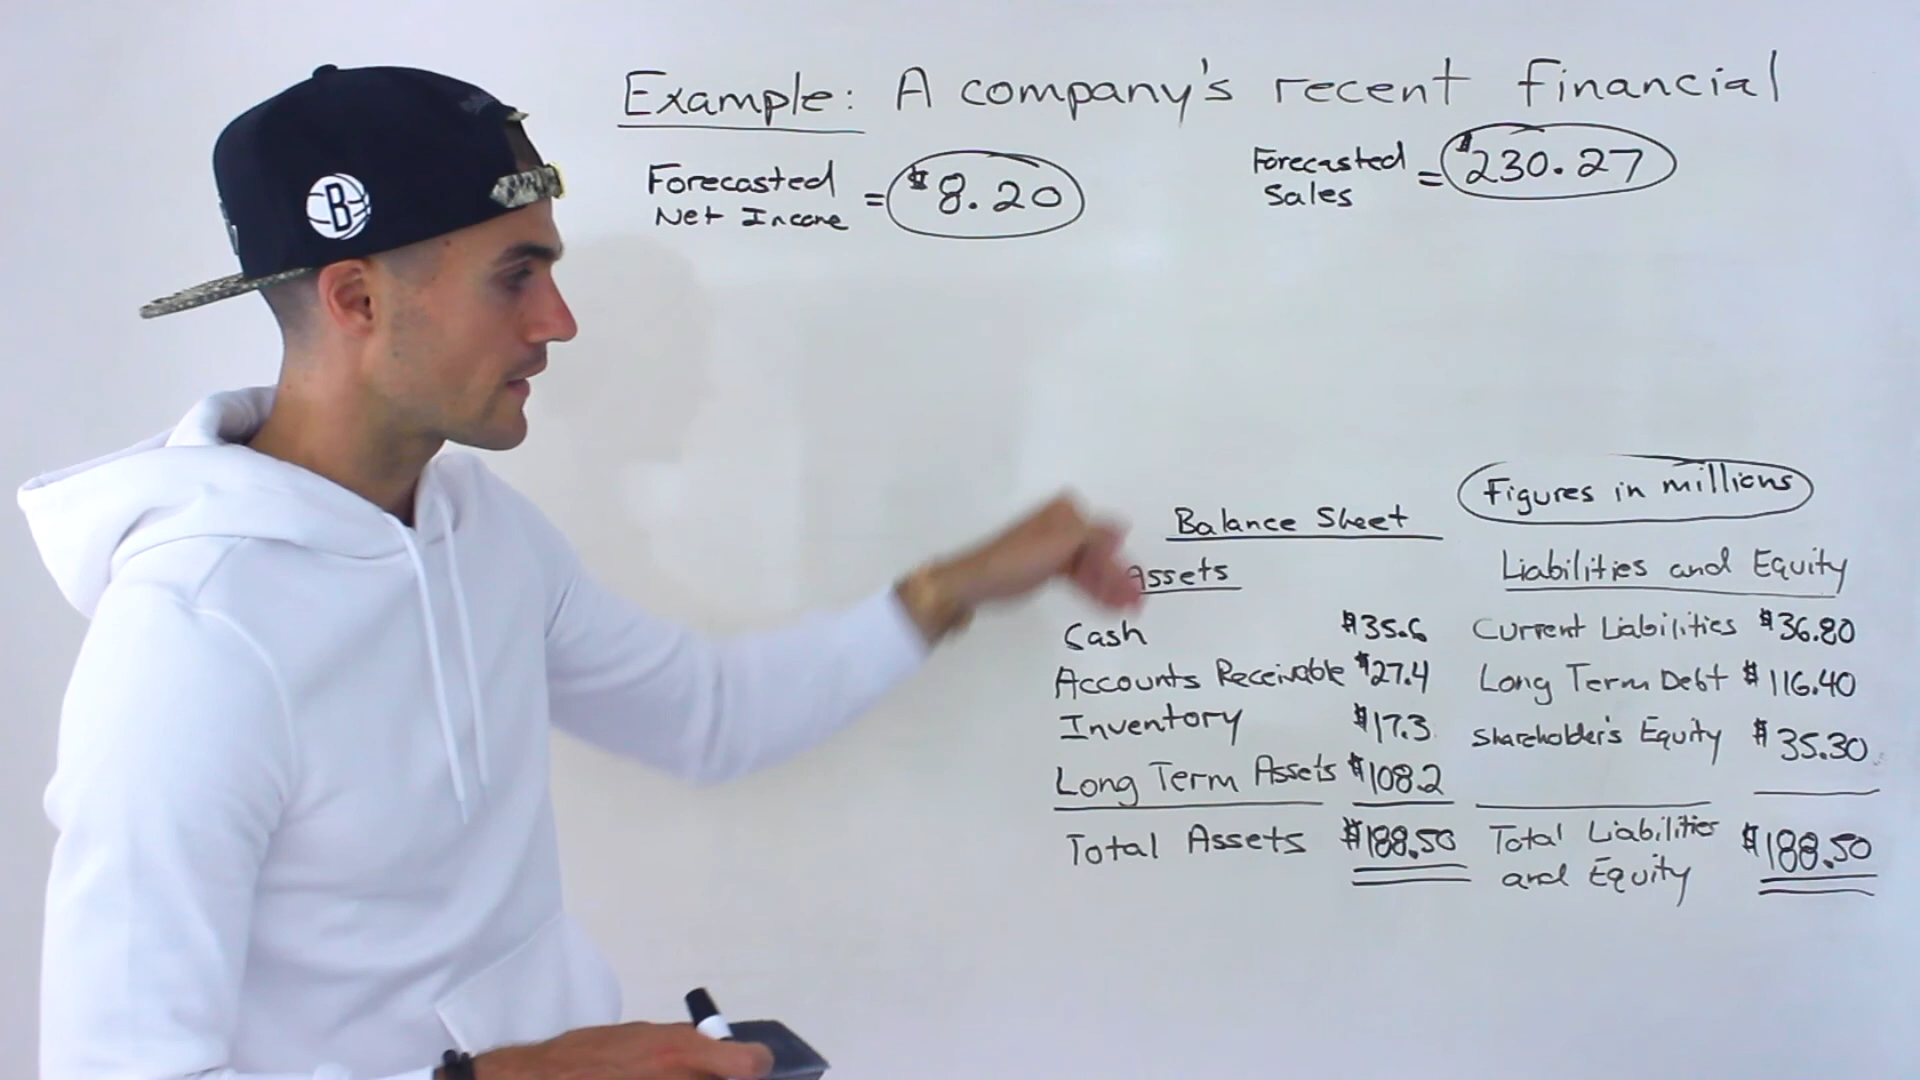 Example: A company's recent financial
Forecasted
Net Income = $8.20
Forecasted
Sales = $230.27
B
Figures in millions
Balance Sheet
Assets
Cash $35.6
Accounts Receivable $27.4
Inventory $17.3
Long Term Assets $108.2
Total Assets $188.50
Liabilities and Equity
Current Liabilities $36.80
Long Term Debt $116.40
Shareholder's Equity $35.30
Total Liabilities
and Equity $188.50